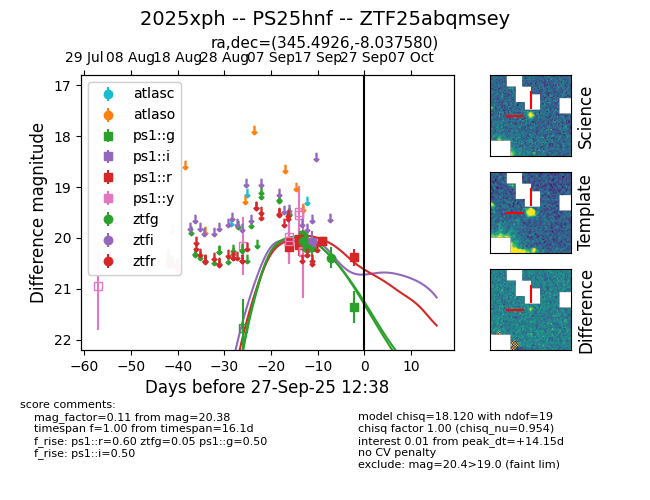 2025xph -- PS25hnf -- ZTF25abqmsey
ra,dec=(345.4926,-8.037580)
29 Jul 08 Aug 18 Aug 28 Aug 07 Sep 17 Sep 27 Sep 07 Oct
17
18
19
20
21
22
Difference magnitude
atlasc
atlaso
ps1::g
ps1::i
ps1::r
ps1::y
ztfg
ztfi
ztfr
−60 −50 −40 −30 −20 −10 0 10
Days before 27-Sep-25 12:38
Science
Template
Difference
score comments:
mag_factor=0.11 from mag=20.38
timespan f=1.00 from timespan=16.1d
f_rise: ps1::r=0.60 ztfg=0.05 ps1::g=0.50
f_rise: ps1::i=0.50
model chisq=18.120 with ndof=19
chisq factor 1.00 (chisq_nu=0.954)
interest 0.01 from peak_dt=+14.15d
no CV penalty
exclude: mag=20.4>19.0 (faint lim)